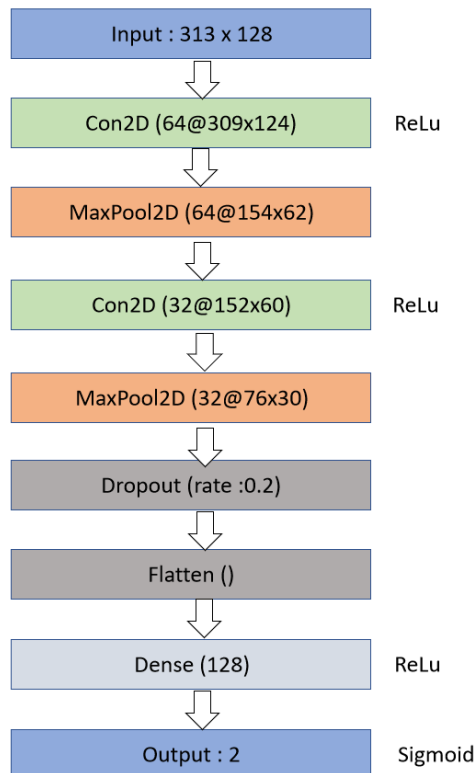 Input : 313 x 128
Con2D (64@309x124) ReLu
MaxPool2D (64@154x62)
Con2D (32@152x60) ReLu
MaxPool2D (32@76x30)
Dropout (rate :0.2)
Flatten ()
Dense (128) ReLu
Output : 2 Sigmoid